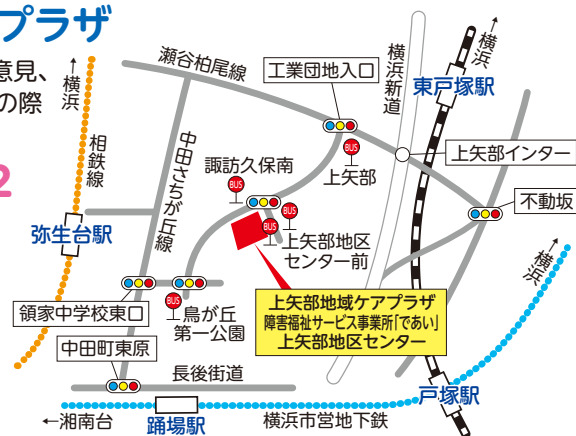 プラザ
意見、
の際
2
←横浜
相鉄線
弥生台駅
瀬谷柏尾線
工業団地入口
横浜新道
横浜→
東戸塚駅
上矢部インター
不動坂
BUS
上矢部
中田さちが丘線
諏訪久保南
BUS
BUS
BUS
上矢部地区
センター前
領家中学校東口
BUS
鳥が丘
第一公園
上矢部地域ケアプラザ
障害福祉サービス事業所「であい」
上矢部地区センター
横浜→
中田町東原
長後街道
戸塚駅
←湘南台
踊場駅
横浜市営地下鉄